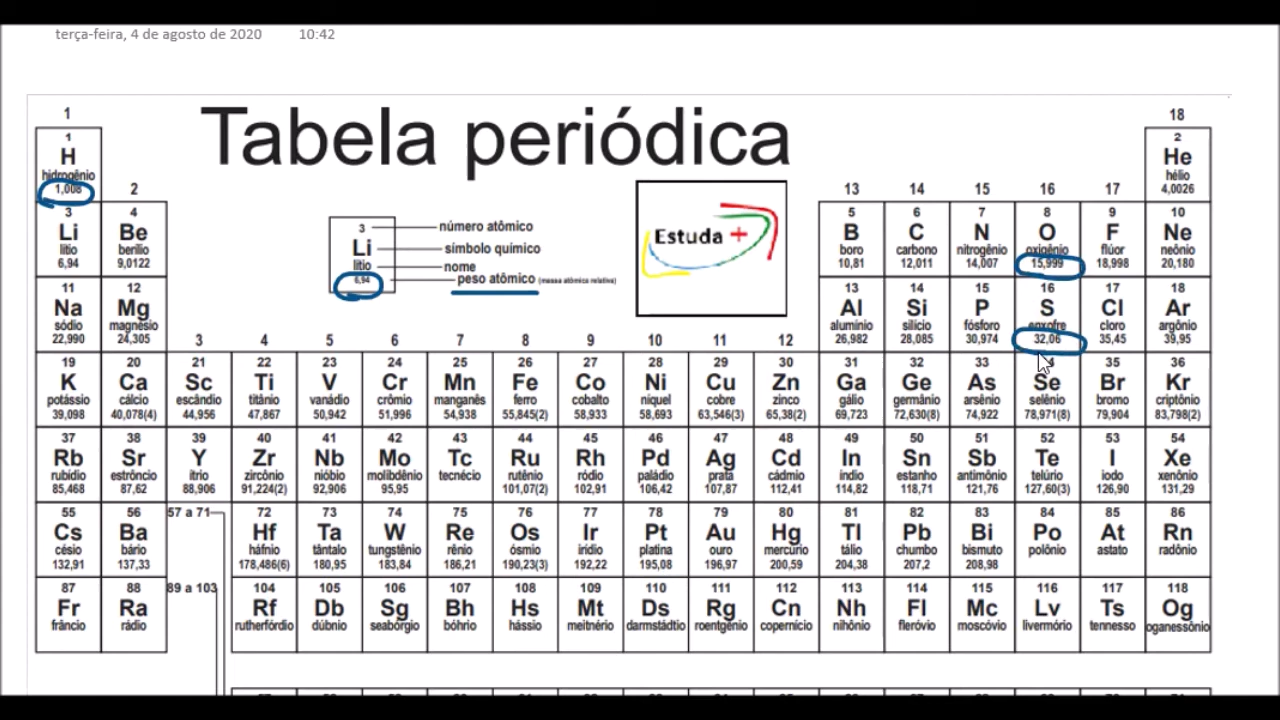 terça-feira, 4 de agosto de 2020 10:42
Tabela periódica
1 18
1 2
H He
hidrogênio hélio
1,008 4,0026
2 13 14 15 16 17
3 4 5 6 7 8 9 10
Li Be B C N O F Ne
lítio berílio boro carbono nitrogênio oxigênio flúor neônio
6,94 9,0122 10,81 12,011 14,007 15,999 18,998 20,180
3 número atômico
Li símbolo químico
lítio nome
6,94 peso atômico (massa atômica relativa)
Estuda +
11 12 13 14 15 16 17 18
Na Mg Al Si P S Cl Ar
sódio magnésio alumínio silício fósforo enxofre cloro argônio
22,990 24,305 26,982 28,085 30,974 32,06 35,45 39,95
3 4 5 6 7 8 9 10 11 12
19 20 21 22 23 24 25 26 27 28 29 30 31 32 33 35 36
K Ca Sc Ti V Cr Mn Fe Co Ni Cu Zn Ga Ge As Se Br Kr
potássio cálcio escândio titânio vanádio crômio manganês ferro cobalto níquel cobre zinco gálio germânio arsênio selênio bromo criptônio
39,098 40,078(4) 44,956 47,867 50,942 51,996 54,938 55,845(2) 58,933 58,693 63,546(3) 65,38(2) 69,723 72,630(8) 74,922 78,971(8) 79,904 83,798(2)
37 38 39 40 41 42 43 44 45 46 47 48 49 50 51 52 53 54
Rb Sr Y Zr Nb Mo Tc Ru Rh Pd Ag Cd In Sn Sb Te I Xe
rubídio estrôncio ítrio zircônio nióbio molibdênio tecnécio rutênio ródio paládio prata cádmio índio estanho antimônio telúrio iodo xenônio
85,468 87,62 88,906 91,224(2) 92,906 95,95 101,07(2) 102,91 106,42 107,87 112,41 114,82 118,71 121,76 127,60(3) 126,90 131,29
55 56 57 a 71 72 73 74 75 76 77 78 79 80 81 82 83 84 85 86
Cs Ba Hf Ta W Re Os Ir Pt Au Hg Tl Pb Bi Po At Rn
césio bário háfnio tântalo tungstênio rênio ósmio irídio platina ouro mercúrio tálio chumbo bismuto polônio astato radônio
132,91 137,33 178,486(6) 180,95 183,84 186,21 190,23(3) 192,22 195,08 196,97 200,59 204,38 207,2 208,98
87 88 89 a 103 104 105 106 107 108 109 110 111 112 113 114 115 116 117 118
Fr Ra Rf Db Sg Bh Hs Mt Ds Rg Cn Nh Fl Mc Lv Ts Og
frâncio rádio rutherfórdio dúbnio seabórgio bóhrio hássio meitnério darmstádtio roentgênio copernício nihônio fleróvio moscóvio livermório tennesso oganessônio